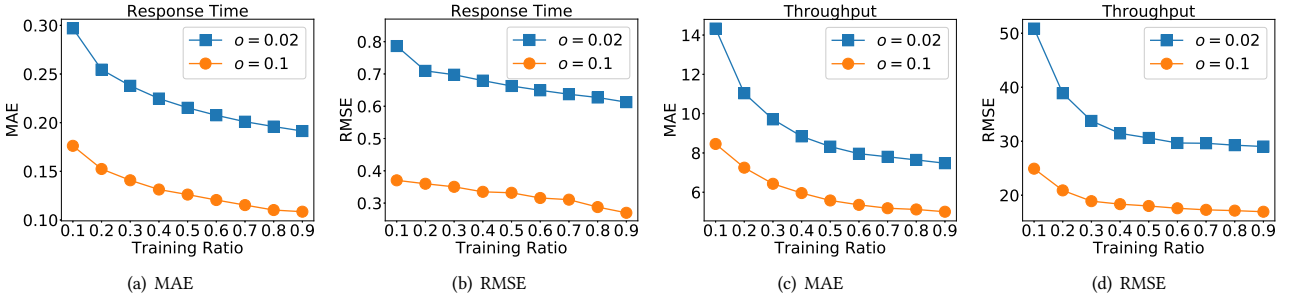 Response Time
0.30
0.25
0.20
0.15
0.10
MAE
o = 0.02
o = 0.1
0.1 0.2 0.3 0.4 0.5 0.6 0.7 0.8 0.9
Training Ratio
(a) MAE
Response Time
0.8
0.7
0.6
0.5
0.4
0.3
RMSE
o = 0.02
o = 0.1
0.1 0.2 0.3 0.4 0.5 0.6 0.7 0.8 0.9
Training Ratio
(b) RMSE
Throughput
14
12
10
8
6
MAE
o = 0.02
o = 0.1
0.1 0.2 0.3 0.4 0.5 0.6 0.7 0.8 0.9
Training Ratio
(c) MAE
Throughput
50
40
30
20
RMSE
o = 0.02
o = 0.1
0.1 0.2 0.3 0.4 0.5 0.6 0.7 0.8 0.9
Training Ratio
(d) RMSE